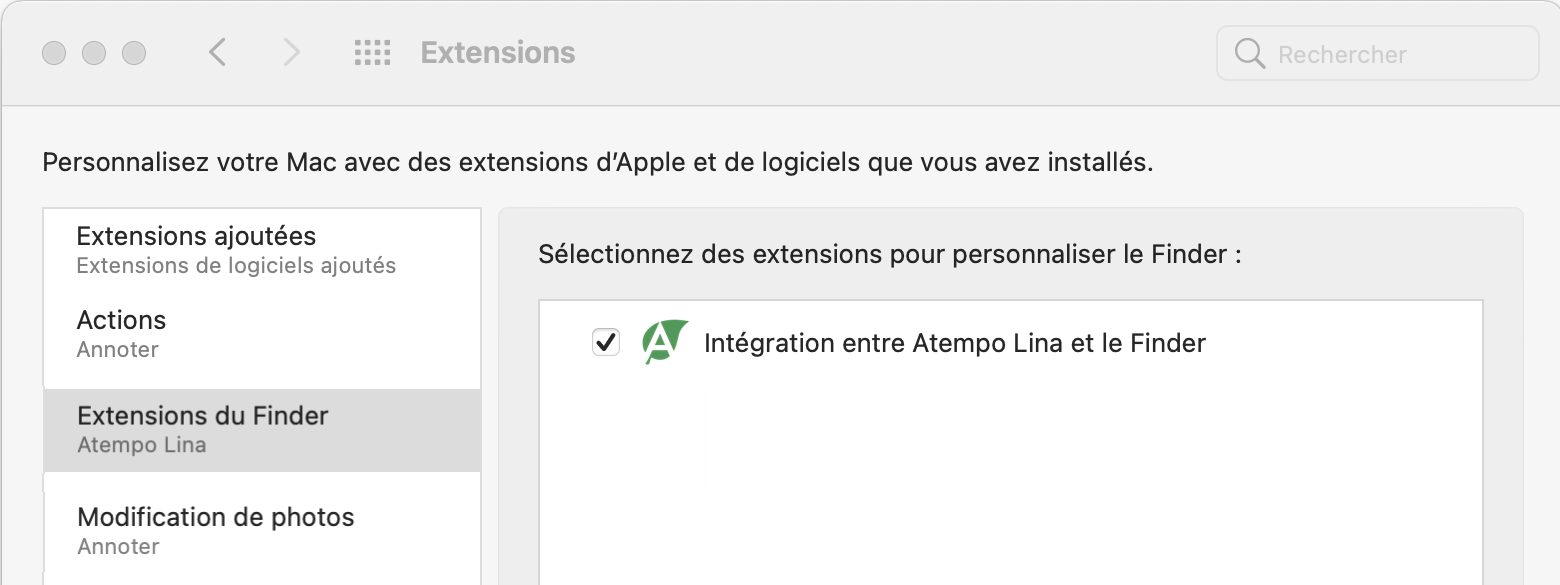 Extensions
Rechercher
Personnalisez votre Mac avec des extensions d’Apple et de logiciels que vous avez installés.
Extensions ajoutées
Extensions de logiciels ajoutés
Actions
Annoter
Extensions du Finder
Atempo Lina
Modification de photos
Annoter
Sélectionnez des extensions pour personnaliser le Finder :
Intégration entre Atempo Lina et le Finder